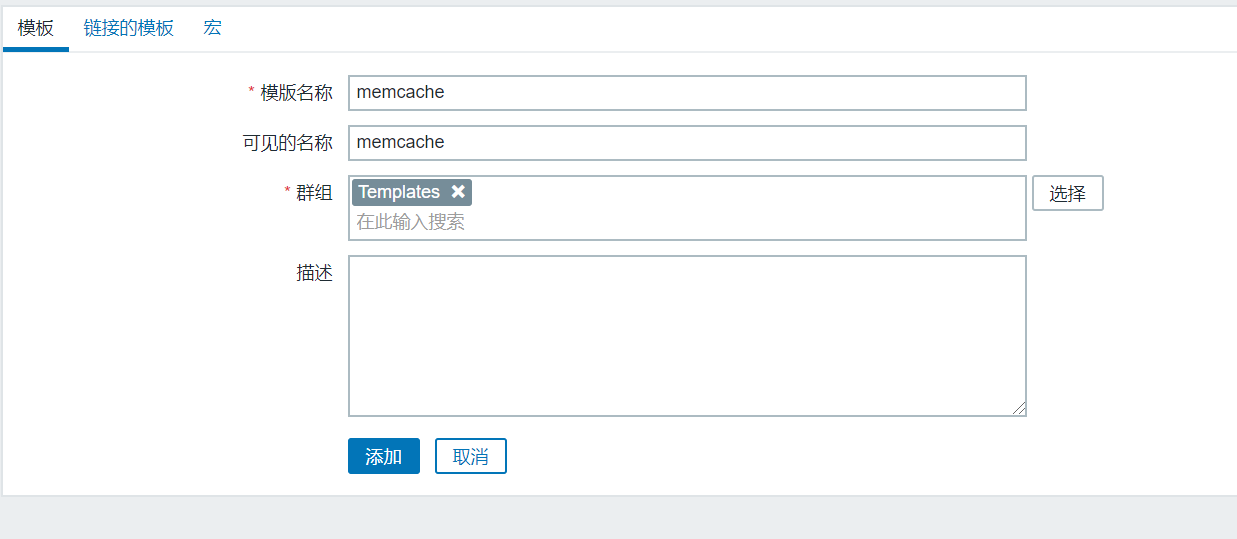 模板 链接的模板 宏
* 模版名称 memcache
可见的名称 memcache
* 群组 Templates 选择
在此输入搜索
描述
添加 取消